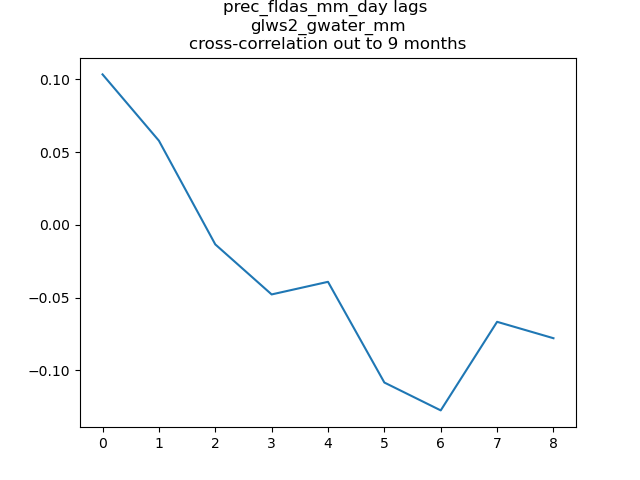 prec_fldas_mm_day lags
glws2_gwater_mm
cross-correlation out to 9 months
0.10
0.05
0.00
−0.05
−0.10
0 1 2 3 4 5 6 7 8